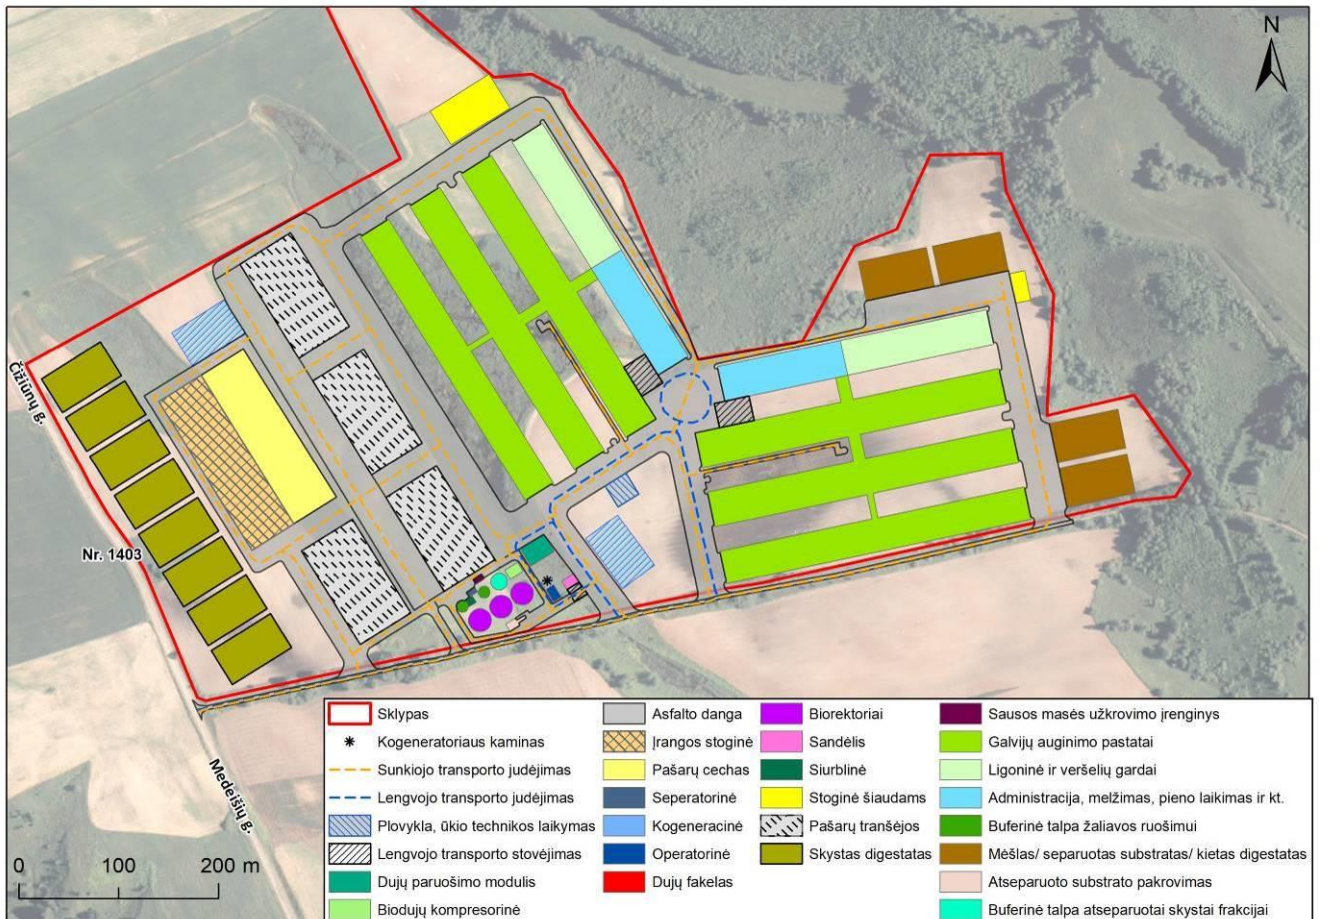 N
Čižiūnų g.
Nr. 1403
Medeišių g.
0 100 200 m
Sklypas
Kogeneratoriaus kaminas
Sunkiojo transporto judėjimas
Lengvojo transporto judėjimas
Plovykla, ūkio technikos laikymas
Lengvojo transporto stovėjimas
Dujų paruošimo modulis
Biodujų kompresorinė
Asfalto danga
Įrangos stoginė
Pašarų cechas
Seperatorinė
Kogeneracinė
Operatorinė
Dujų fakelas
Biorektoriai
Sandėlis
Siurblinė
Stoginė šiaudams
Pašarų tranšėjos
Skystas digestatas
Sausos masės užkrovimo įrenginys
Galvijų auginimo pastatai
Ligoninė ir veršelių gardai
Administracija, melžimas, pieno laikimas ir kt.
Buferinė talpa žaliavos ruošimui
Mėšlas/ separuotas substratas/ kietas digestatas
Atseparuoto substrato pakrovimas
Buferinė talpa atseparuotai skystai frakcijai